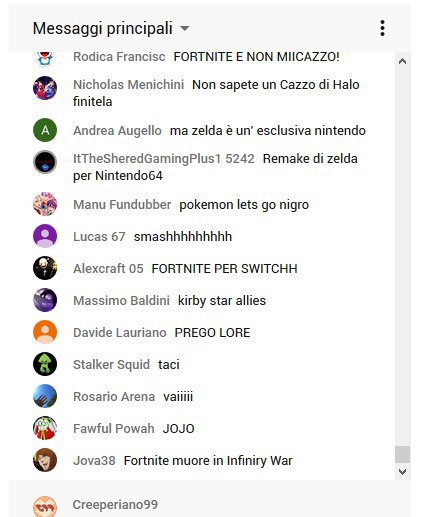 Messaggi principali
Rodica Francisc FORTNITE E NON MIICAZZO!
Nicholas Menichini Non sapete un Cazzo di Halo
finitela
A Andrea Augello ma zelda è un' esclusiva nintendo
ItTheSheredGamingPlus1 5242 Remake di zelda
per Nintendo64
Manu Fundubber pokemon lets go nigro
Lucas 67 smashhhhhhhhh
Alexcraft 05 FORTNITE PER SWITCHH
Massimo Baldini kirby star allies
Davide Lauriano PREGO LORE
Stalker Squid taci
Rosario Arena vaiiiii
Fawful Powah JOJO
Jova38 Fortnite muore in Infiniry War
Creeperiano99